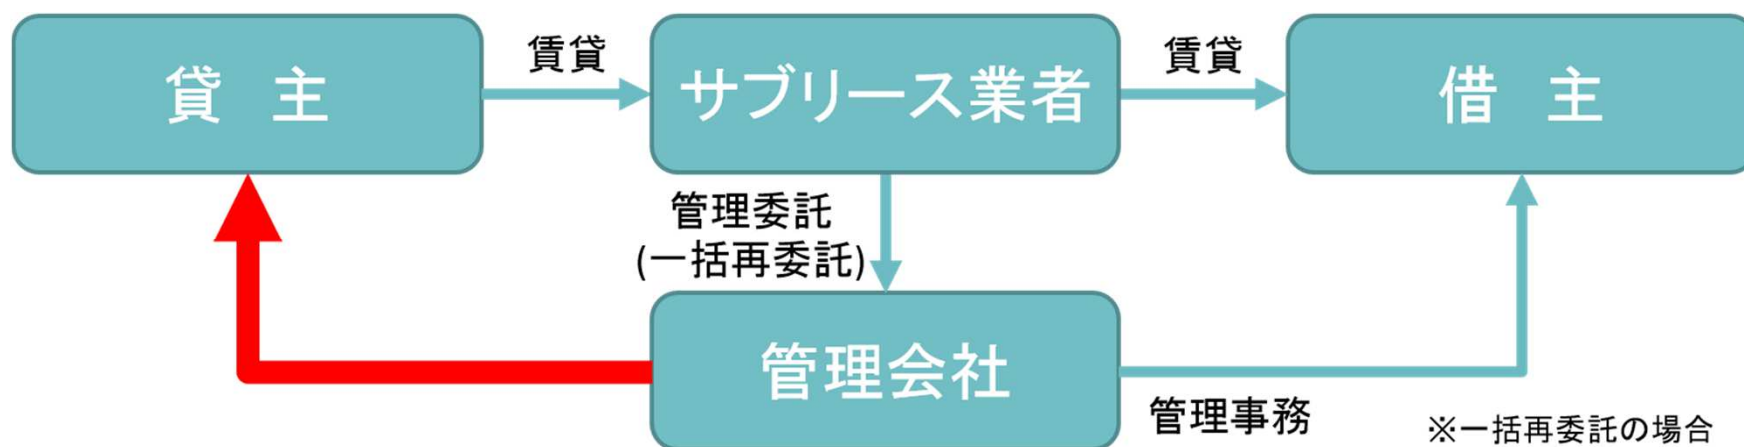 貸　主
賃貸
サブリース業者
賃貸
借　主
管理委託
(一括再委託)
管理会社
管理事務
※一括再委託の場合